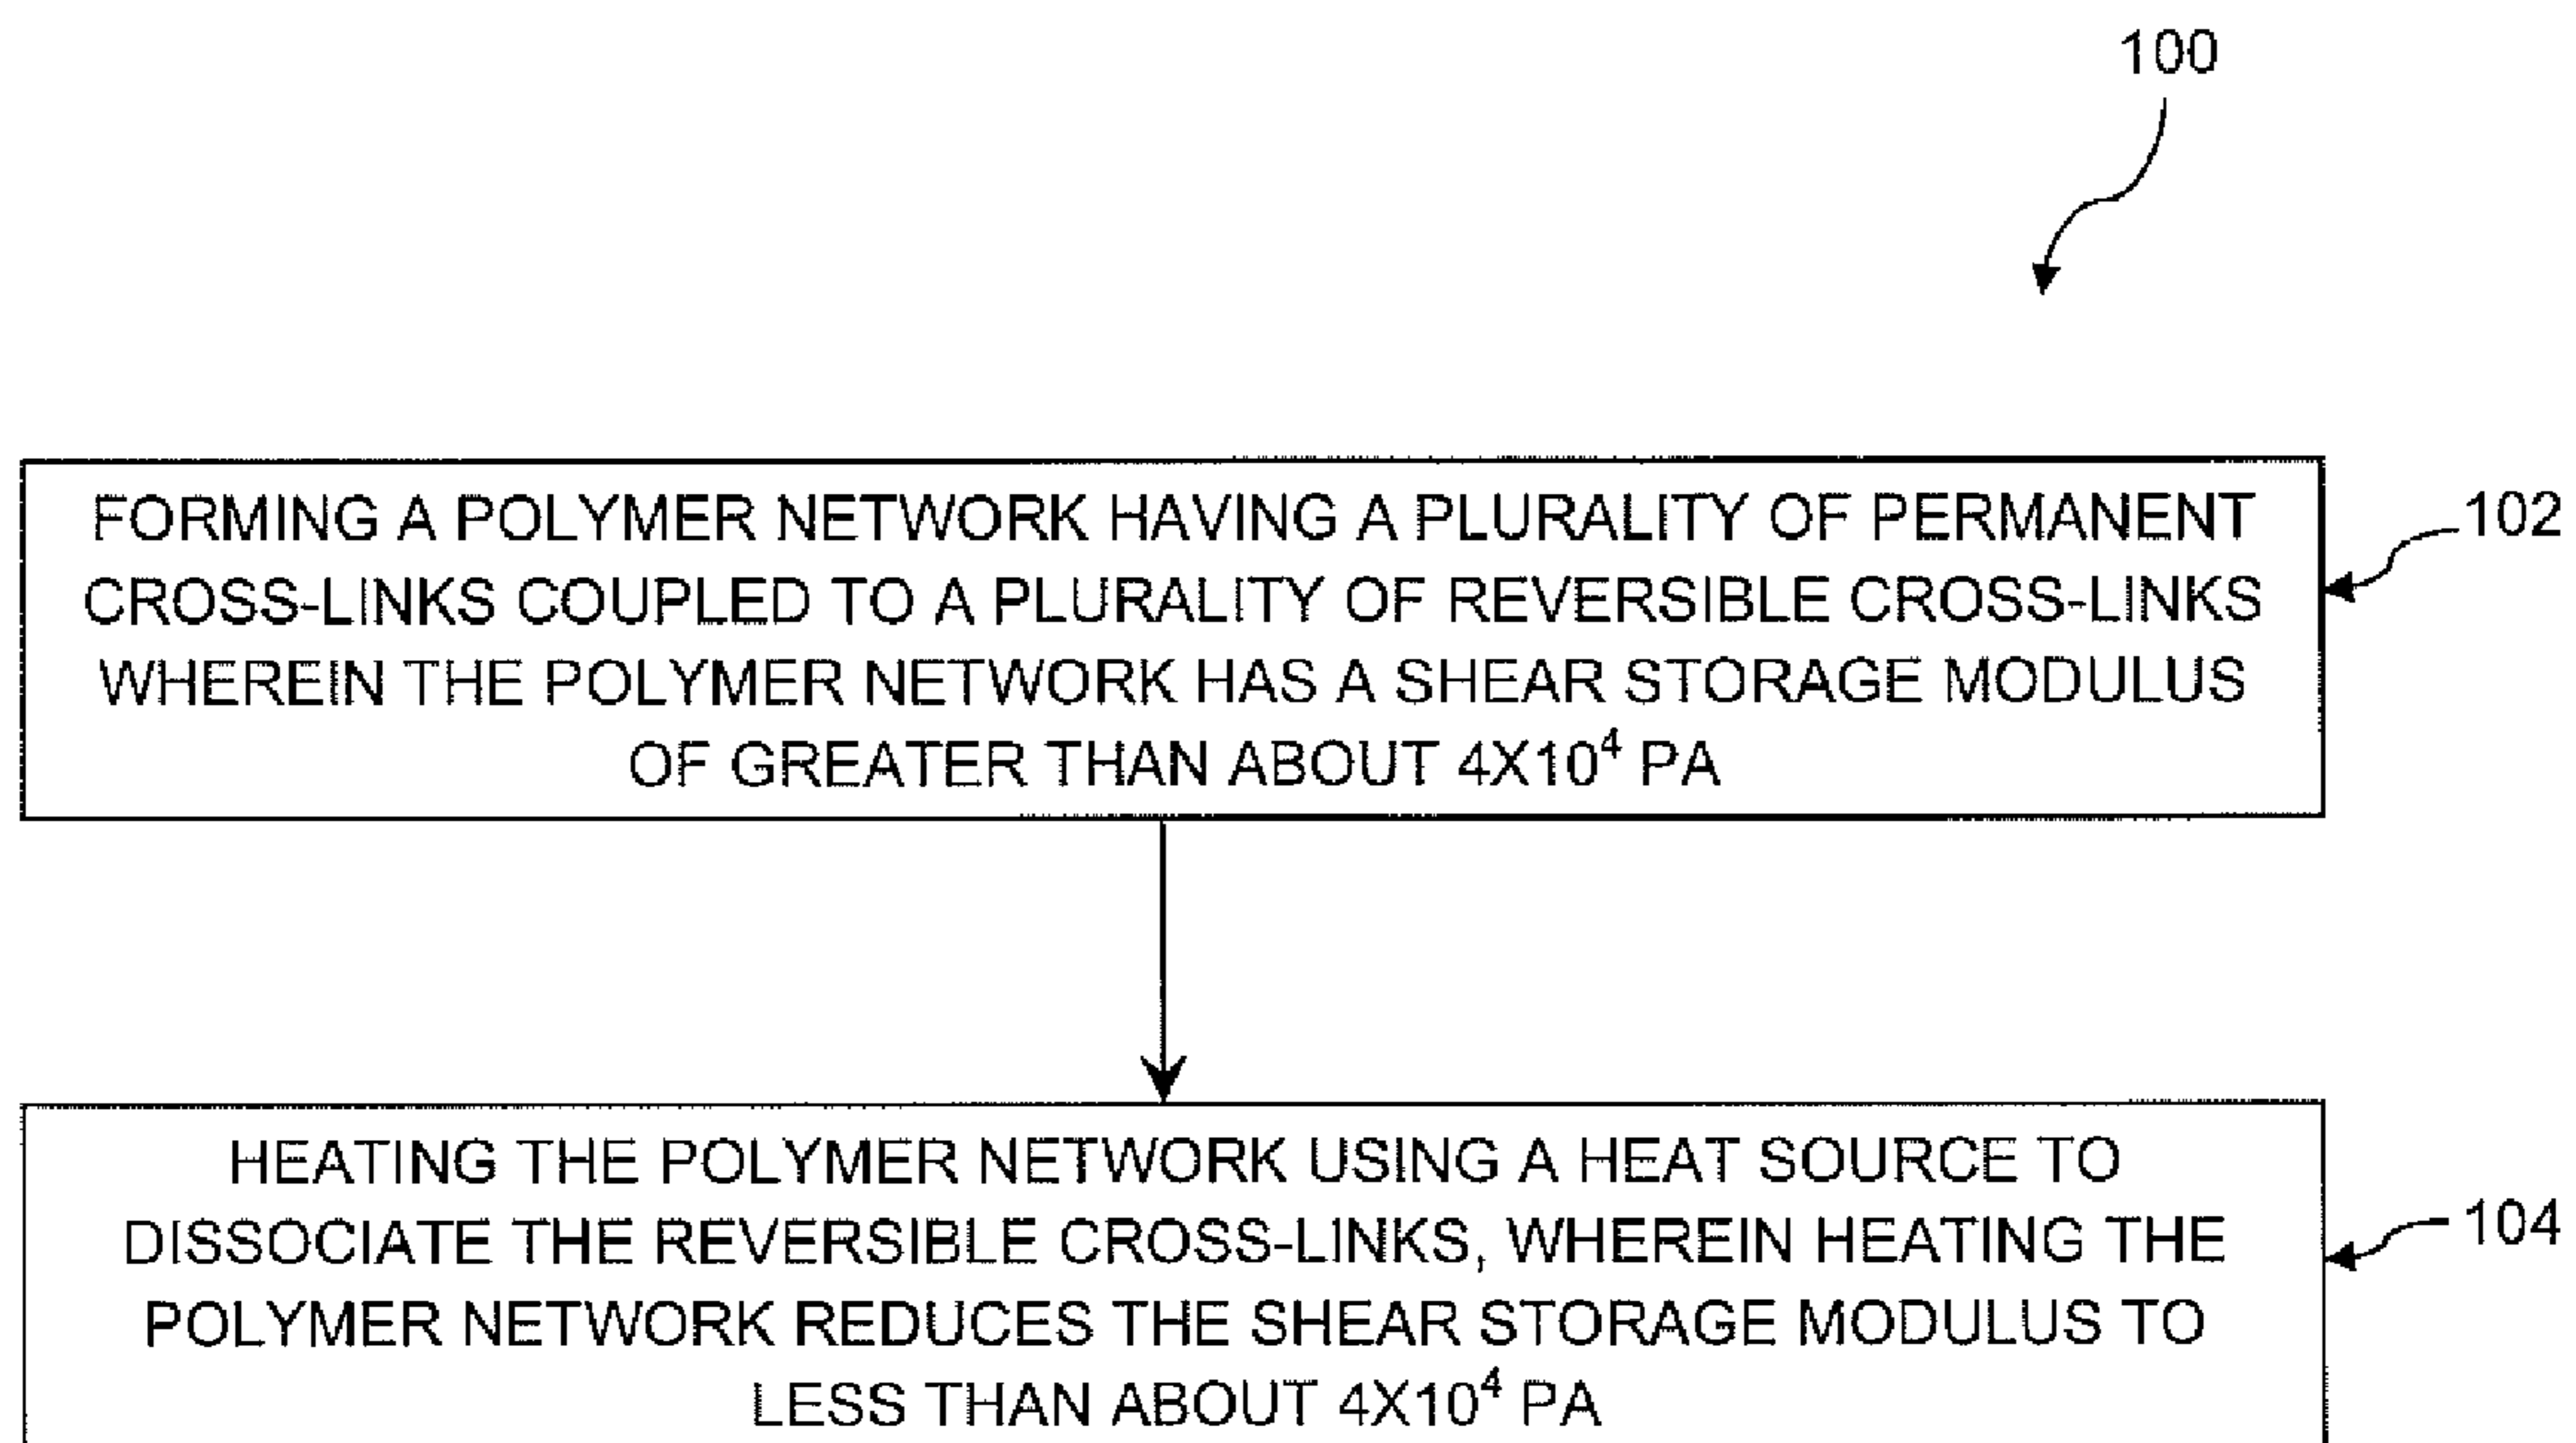 100
FORMING A POLYMER NETWORK HAVING A PLURALITY OF PERMANENT
CROSS-LINKS COUPLED TO A PLURALITY OF REVERSIBLE CROSS-LINKS
WHEREIN THE POLYMER NETWORK HAS A SHEAR STORAGE MODULUS
OF GREATER THAN ABOUT 4X10⁴ PA
102
HEATING THE POLYMER NETWORK USING A HEAT SOURCE TO
DISSOCIATE THE REVERSIBLE CROSS-LINKS, WHEREIN HEATING THE
POLYMER NETWORK REDUCES THE SHEAR STORAGE MODULUS TO
LESS THAN ABOUT 4X10⁴ PA
104